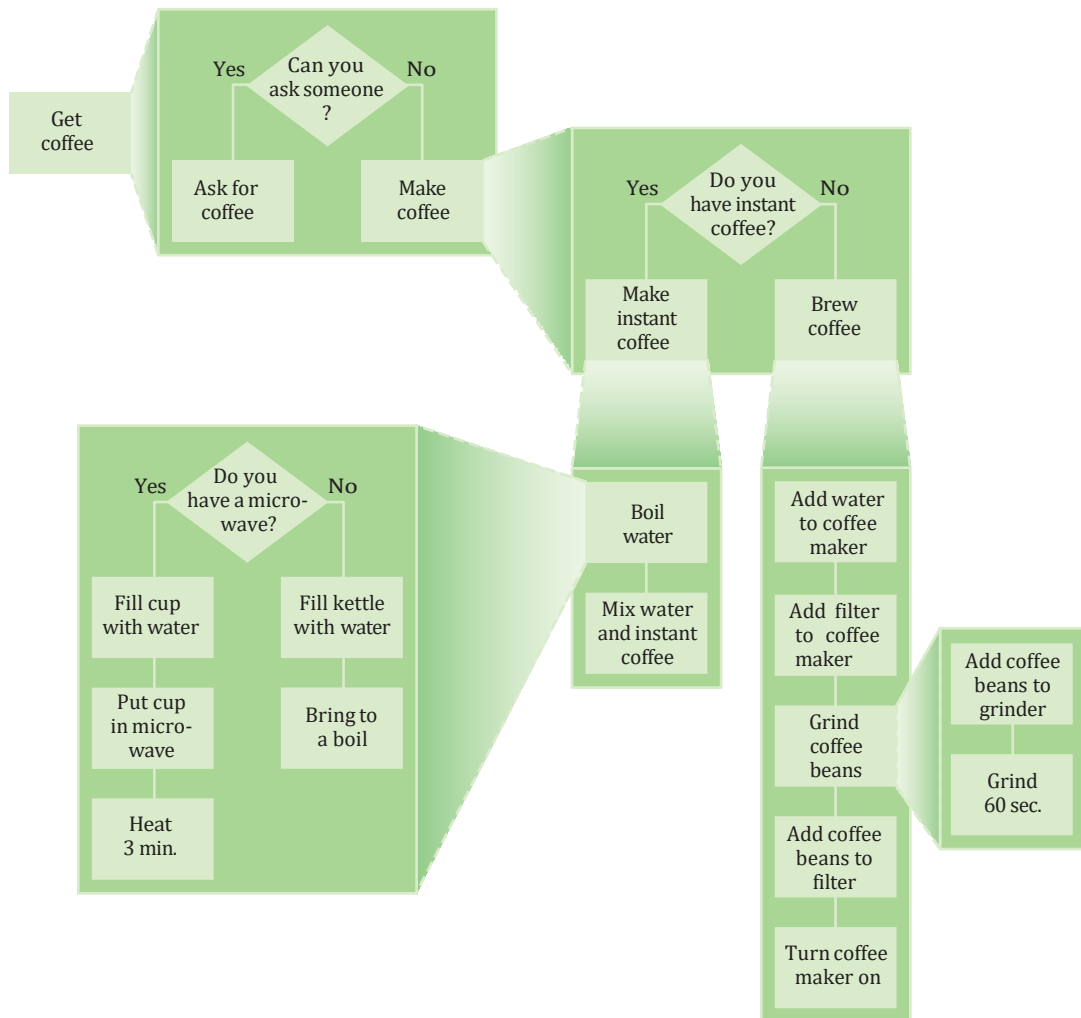 Get
coffee
Yes
Can you
ask someone
?
No
Ask for
coffee
Make
coffee
Yes
Do you
have instant
coffee?
No
Make
instant
coffee
Brew
coffee
Yes
Do you
have a micro-
wave?
No
Fill cup
with water
Put cup
in micro-
wave
Heat
3 min.
Fill kettle
with water
Bring to
a boil
Boil
water
Mix water
and instant
coffee
Add water
to coffee
maker
Add filter
to coffee
maker
Grind
coffee
beans
Add coffee
beans to
filter
Turn coffee
maker on
Add coffee
beans to
grinder
Grind
60 sec.